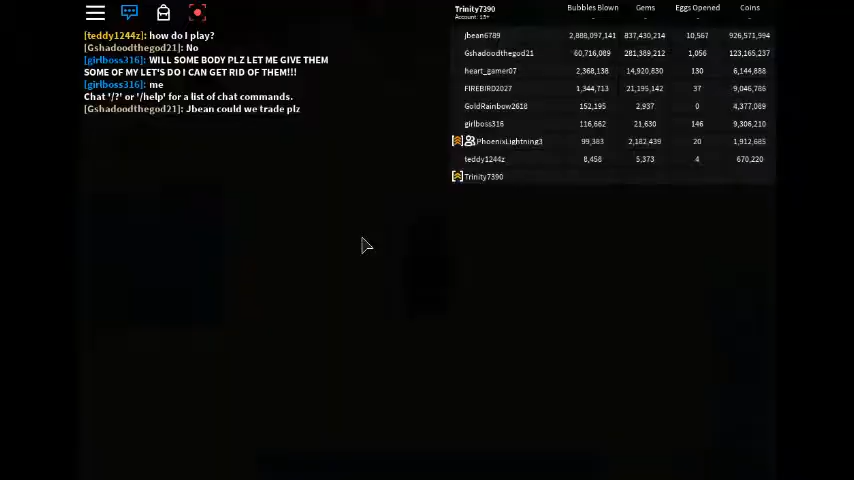 Trinity7390
Account: 13+
Bubbles Blown Gems Eggs Opened Coins
- - - -
[teddy1244z]: how do I play?
[Gshadoodthegod21]: No
[girlboss316]: WILL SOME BODY PLZ LET ME GIVE THEM
SOME OF MY LET'S DO I CAN GET RID OF THEM!!!
[girlboss316]: me
Chat '/?' or '/help' for a list of chat commands.
[Gshadoodthegod21]: Jbean could we trade plz
jbean6789 2,888,097,141 837,430,214 10,567 926,571,994
Gshadoodthegod21 60,716,089 281,389,212 1,056 123,165,237
heart_gamer07 2,368,138 14,920,830 130 6,144,888
FIREBIRD2027 1,344,713 21,195,142 37 9,046,785
GoldRainbow2618 152,195 2,937 0 4,377,089
girlboss316 116,662 21,630 146 9,306,210
PhoenixLightning3 99,383 2,182,439 20 1,912,685
teddy1244z 8,458 5,373 4 670,220
Trinity7390